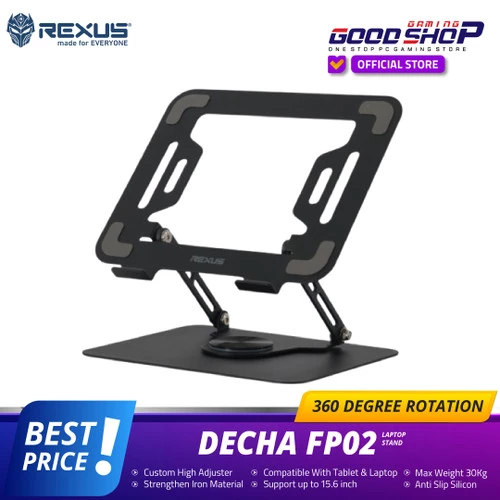 REXUS®
made for EVERYONE
GAMING
GOODSHOP
ONE STOP PC GAMING STORE
OFFICIAL STORE
REXUS
360 DEGREE ROTATION
BEST
PRICE!
DECHA FP02 LAPTOP
STAND
• Custom High Adjuster
• Strengthen Iron Material
• Compatible With Tablet & Laptop
• Support up to 15.6 inch
• Max Weight 30Kg
• Anti Slip Silicon